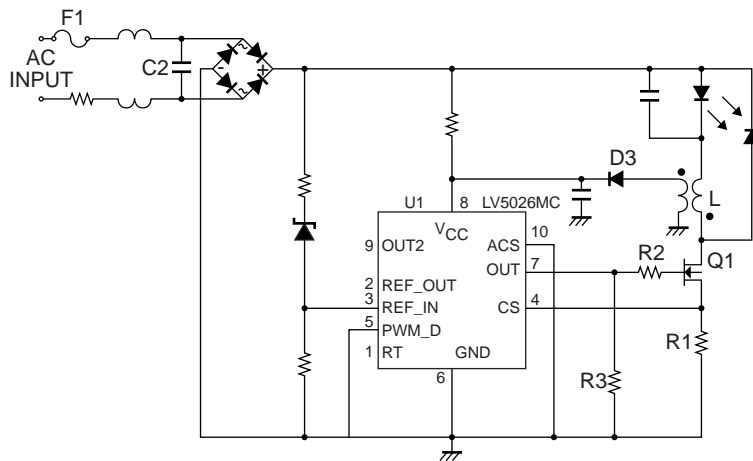 F1
AC
INPUT
C2
~
- +
~
D3
L
U1
8
LV5026MC
VCC
10
9 OUT2
ACS
7
OUT
R2
Q1
2 REF_OUT
3 REF_IN
4
CS
5 PWM_D
R1
1 RT
GND
6
R3